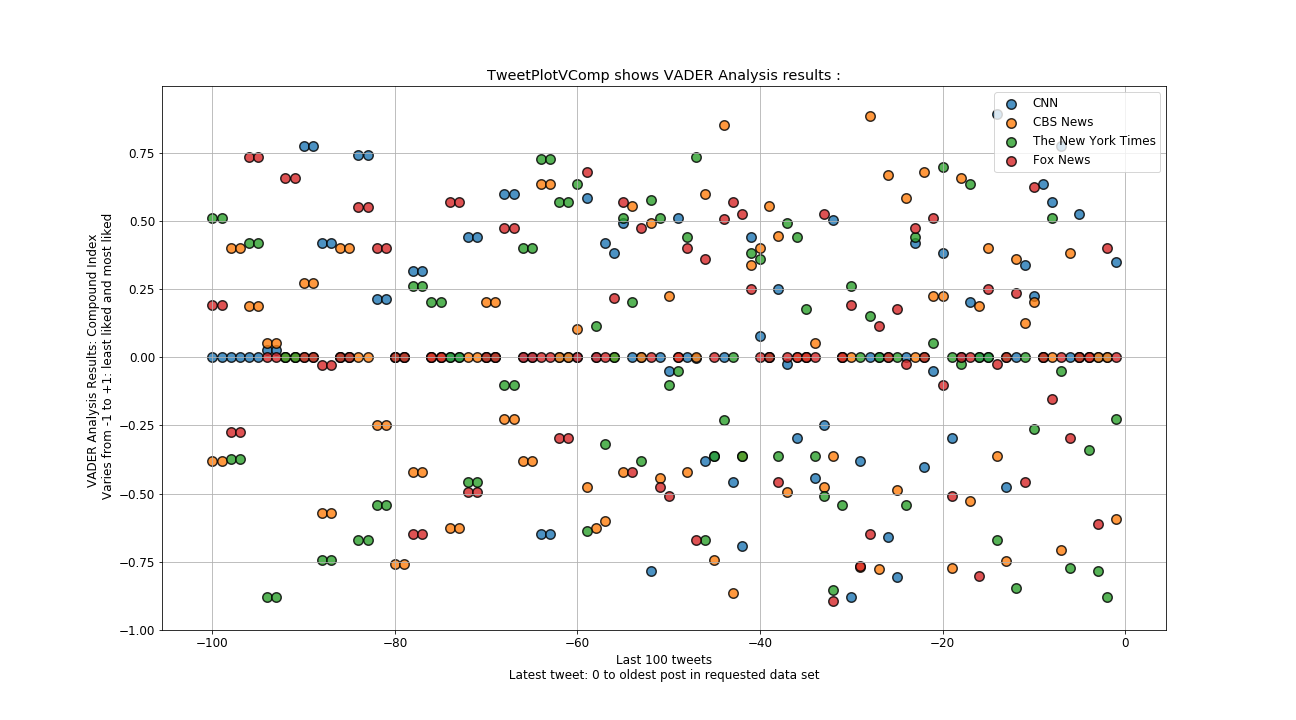 TweetPlotVComp shows VADER Analysis results :
CNN
CBS News
The New York Times
Fox News
VADER Analysis Results: Compound Index
Varies from -1 to +1: least liked and most liked
0.75
0.50
0.25
0.00
−0.25
−0.50
−0.75
−1.00
−100
−80
−60
−40
−20
0
Last 100 tweets
Latest tweet: 0 to oldest post in requested data set